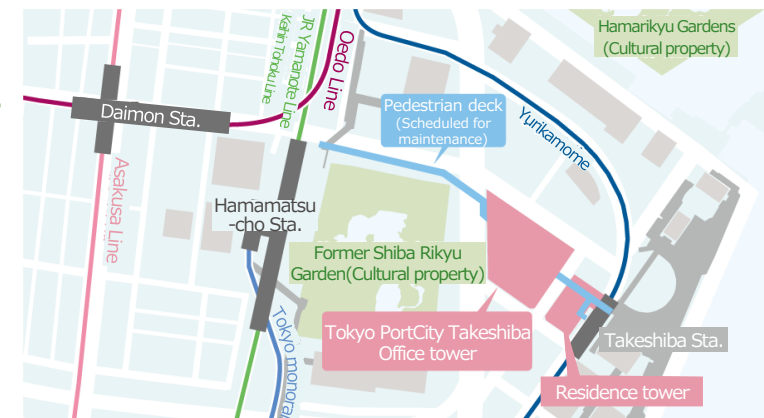 Hamarikyu Gardens
(Cultural property)
JR Yamanote Line
Keihin Tohoku Line
Oedo Line
Daimon Sta.
Pedestrian deck
(Scheduled for
maintenance)
Yurikamome
Asakusa Line
Hamamatsu
-cho Sta.
Former Shiba Rikyu
Garden(Cultural property)
Tokyo monorai
Tokyo PortCity Takeshiba
Office tower
Takeshiba Sta.
Residence tower